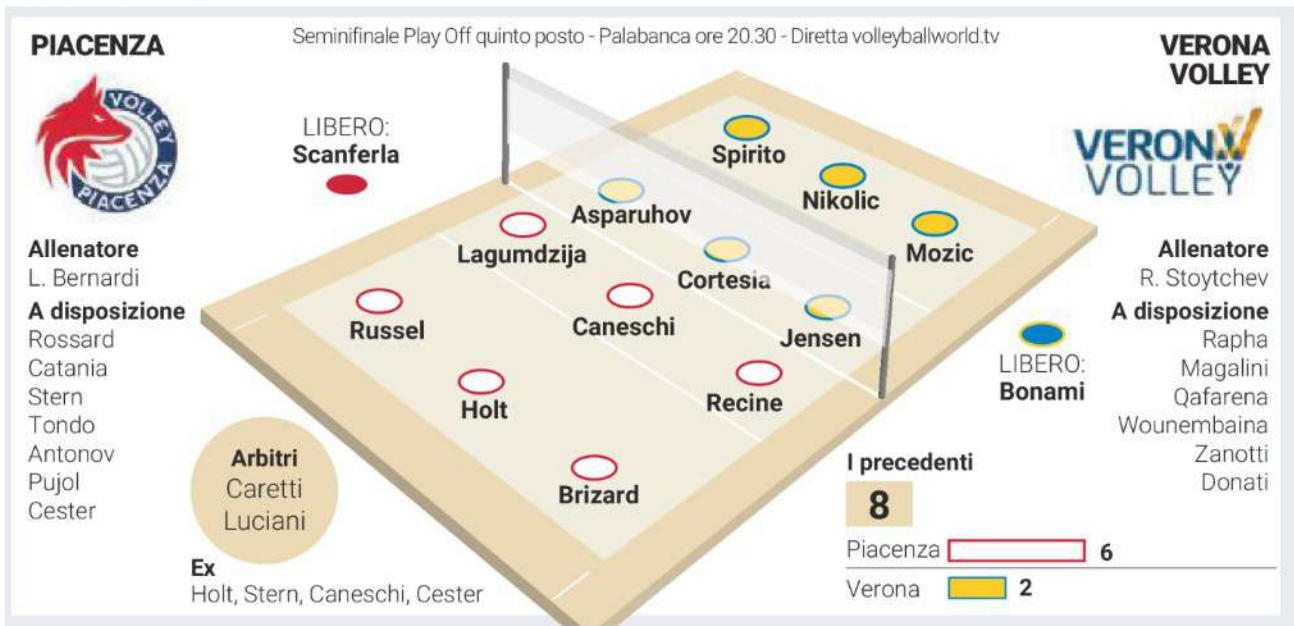 PIACENZA
Seminifinale Play Off quinto posto - Palabanca ore 20.30 - Diretta volleyballworld.tv
VERONA
VOLLEY
VOLLEY
PIACENZA
VERONA
VOLLEY
LIBERO:
Scanferla
Allenatore
L. Bernardi
A disposizione
Rossard
Catania
Stern
Tondo
Antonov
Pujol
Cester
Spirito
Nikolic
Mozic
Asparuhov
Cortesia
Jensen
Lagumdzija
Caneschi
Recine
Russel
Holt
Brizard
Allenatore
R. Stoytchev
A disposizione
Rapha
Magalini
Qafarena
Wounembaina
Zanotti
Donati
LIBERO:
Bonami
Arbitri
Caretti
Luciani
Ex
Holt, Stern, Caneschi, Cester
I precedenti
8
Piacenza 6
Verona 2